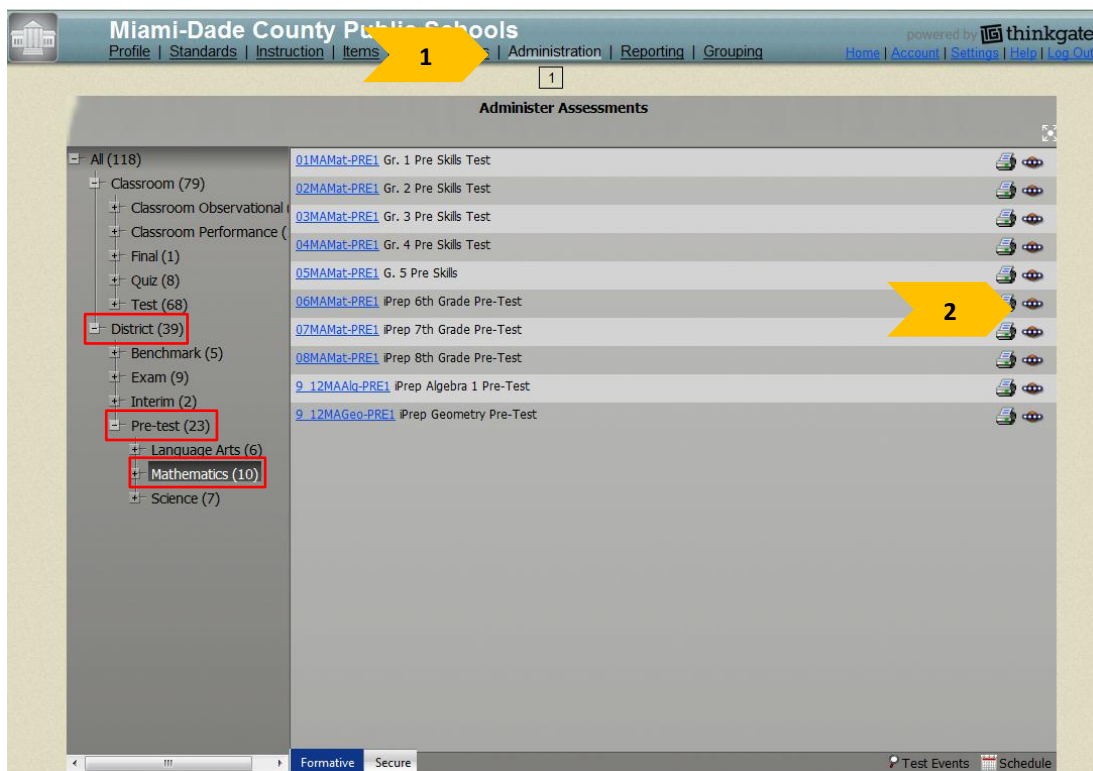 Miami-Dade County Pu ools
powered by thinkgate
Profile | Standards | Instruction | Items s | Administration | Reporting | Grouping
Home | Account | Settings | Help | Log Out
1
1
Administer Assessments
All (118)
Classroom (79)
Classroom Observational
Classroom Performance (
Final (1)
Quiz (8)
Test (68)
District (39)
Benchmark (5)
Exam (9)
Interim (2)
Pre-test (23)
Language Arts (6)
Mathematics (10)
Science (7)
01MAMat-PRE1 Gr. 1 Pre Skills Test
02MAMat-PRE1 Gr. 2 Pre Skills Test
03MAMat-PRE1 Gr. 3 Pre Skills Test
04MAMat-PRE1 Gr. 4 Pre Skills Test
05MAMat-PRE1 G. 5 Pre Skills
06MAMat-PRE1 iPrep 6th Grade Pre-Test
07MAMat-PRE1 iPrep 7th Grade Pre-Test
08MAMat-PRE1 iPrep 8th Grade Pre-Test
9_12MAAlg-PRE1 iPrep Algebra 1 Pre-Test
9_12MAGeo-PRE1 iPrep Geometry Pre-Test
2
Formative Secure
Test Events Schedule